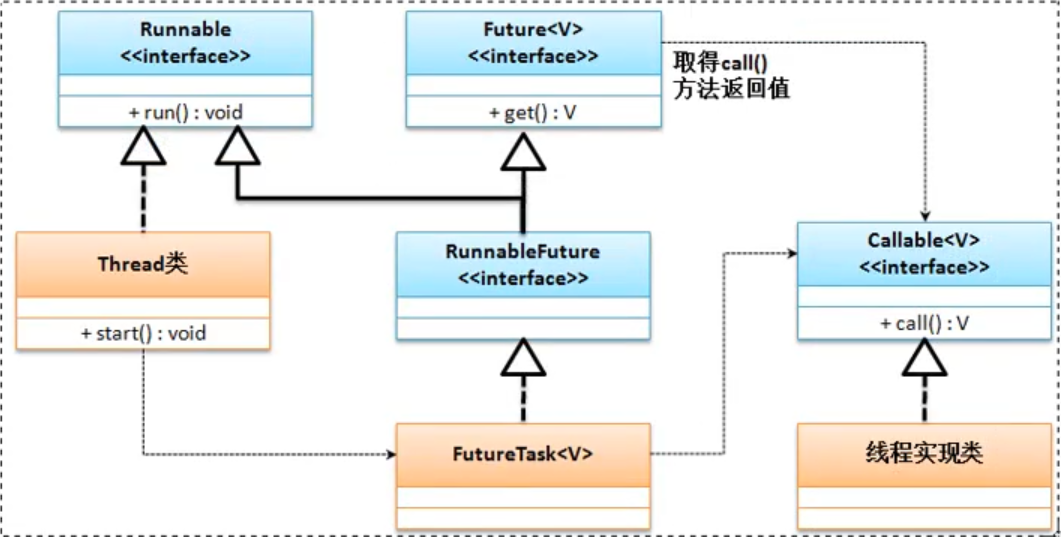 Runnable
<<interface>>
+ run() : void
Future<V>
<<interface>>
+ get() : V
取得call()
方法返回值
Thread类
+ start() : void
RunnableFuture
<<interface>>
Callable<V>
<<interface>>
+ call() : V
FutureTask<V>
线程实现类